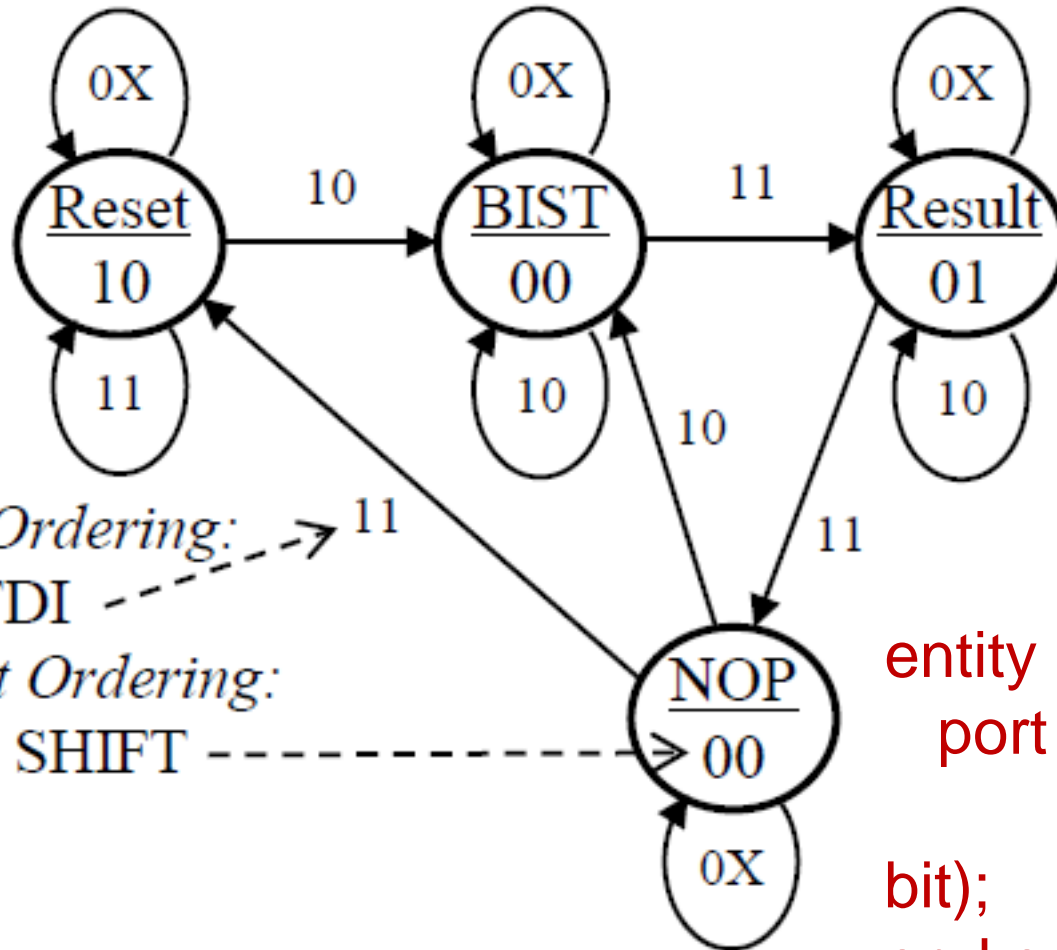 0X
0X
0X
Reset
10
10
BIST
00
11
Result
01
11
10
10
10
11
11
Ordering:
TDI
Ordering:
SHIFT
NOP
00
0X
entity
port
bit);